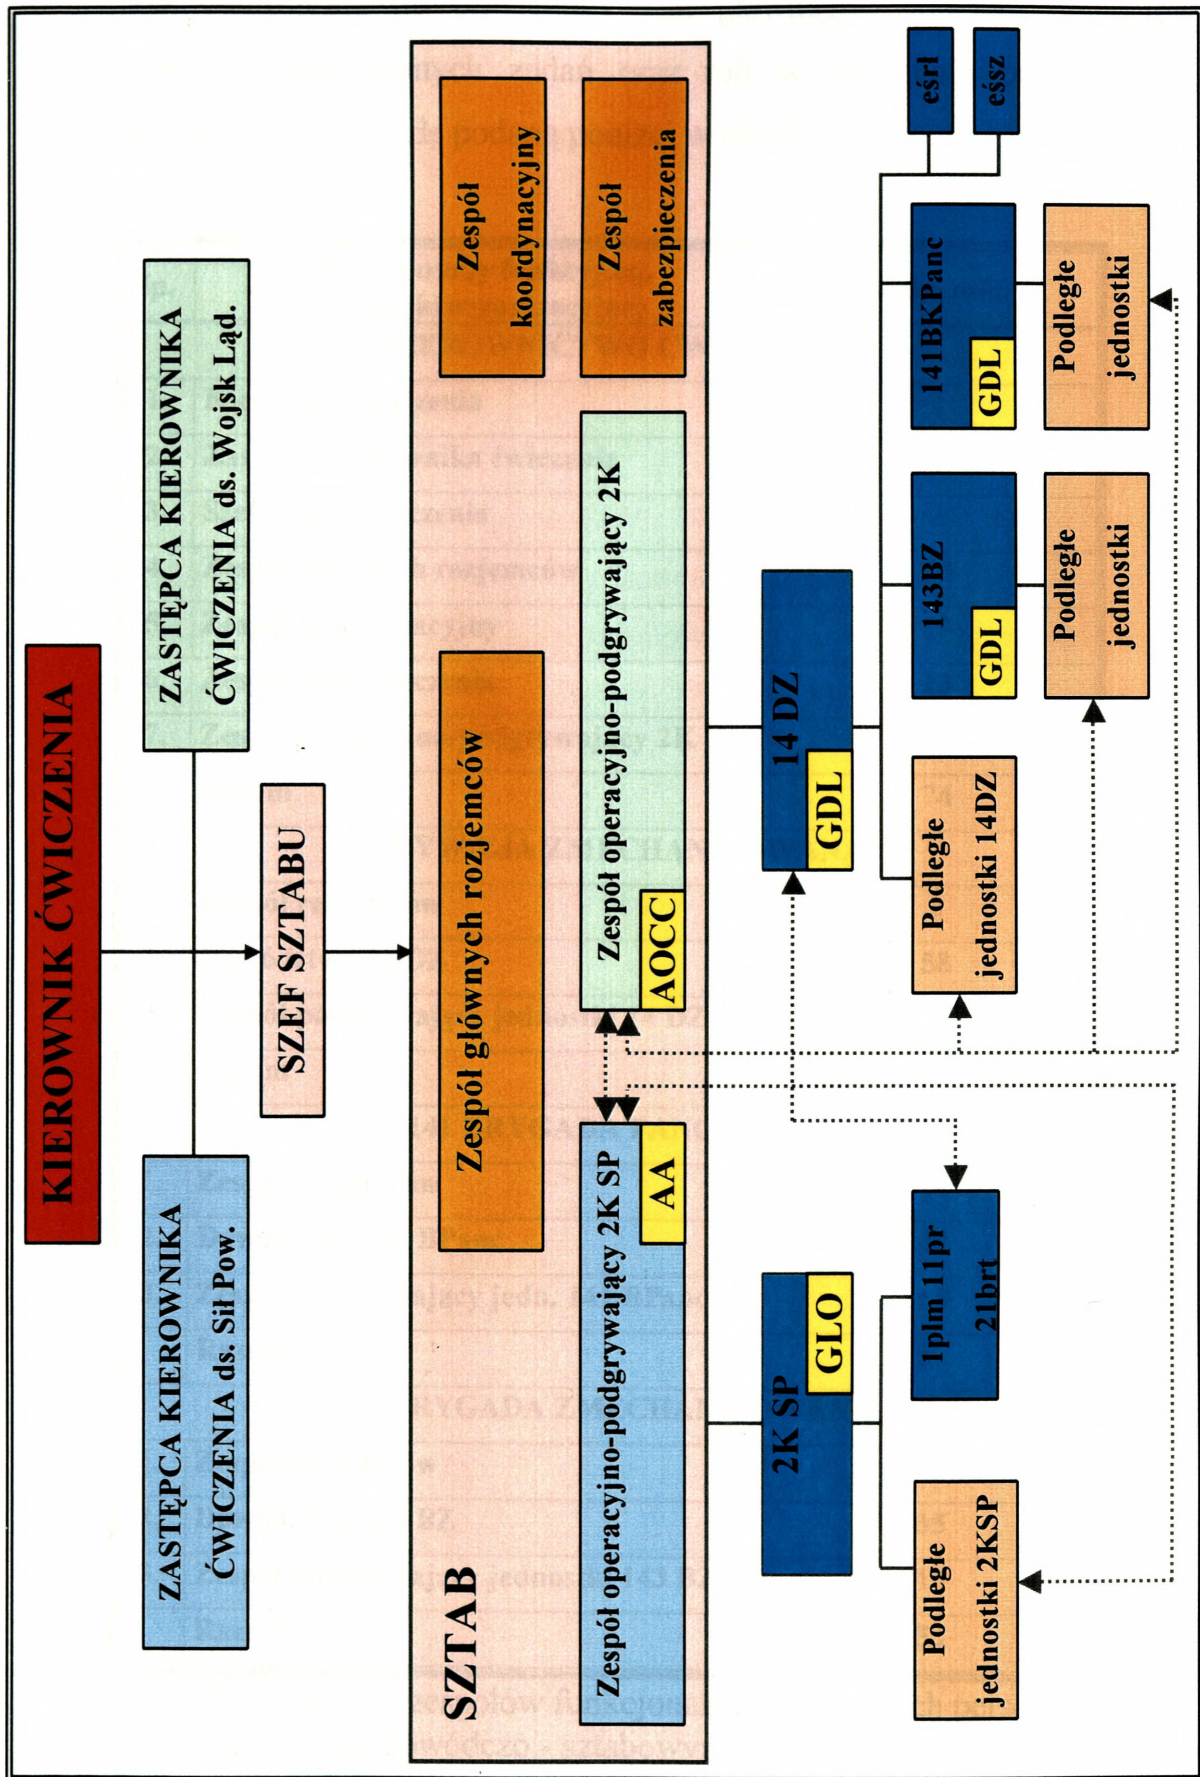 KIEROWNIK ĆWICZENIA
ZASTĘPCA KIEROWNIKA
ĆWICZENIA ds. Sił Pow.
ZASTĘPCA KIEROWNIKA
ĆWICZENIA ds. Wojsk Ląd.
SZEF SZTABU
SZTAB
Zespół głównych rozjemców
Zespół
koordynacyjny
Zespół operacyjno-podgrywający 2K SP
AA
Zespół operacyjno-podgrywający 2K
AOCC
Zespół
zabezpieczenia
2K SP
GLO
14 DZ
GDL
Podległe
jednostki 2KSP
1plm 11pr
21brt
Podległe
jednostki 14DZ
143BZ
GDL
141BKPanc
GDL
eśrl
eśsz
Podległe
jednostki
Podległe
jednostki